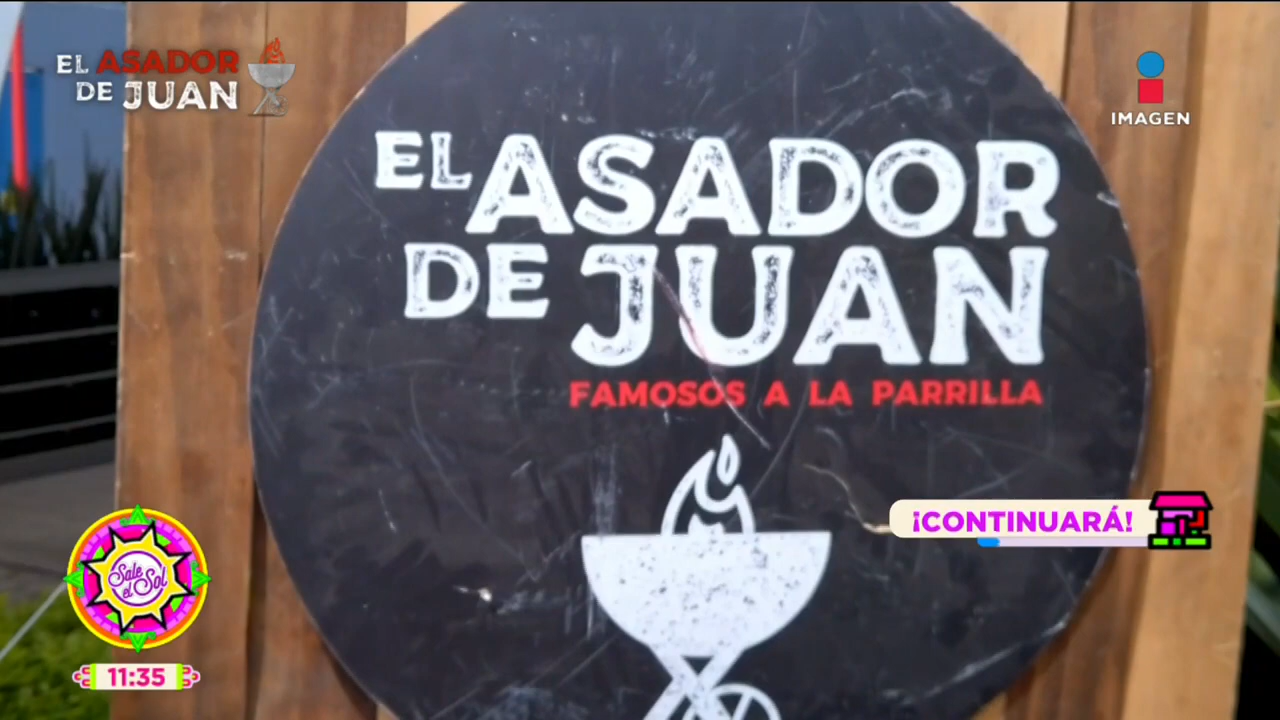 EL ASADOR
DE JUAN
IMAGEN
EL ASADOR
DE JUAN
FAMOSOS A LA PARRILLA
¡CONTINUARÁ!
Sale
el Sol
11:35